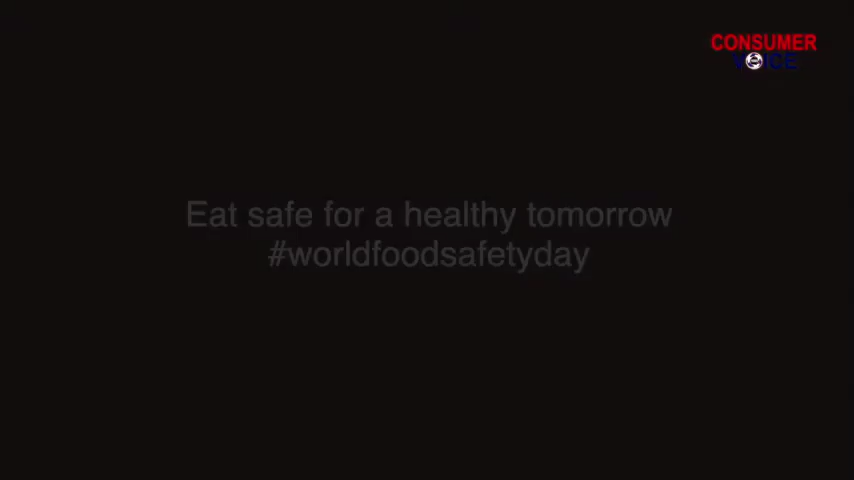 CONSUMER
VOICE
Eat safe for a healthy tomorrow
#worldfoodsafetyday